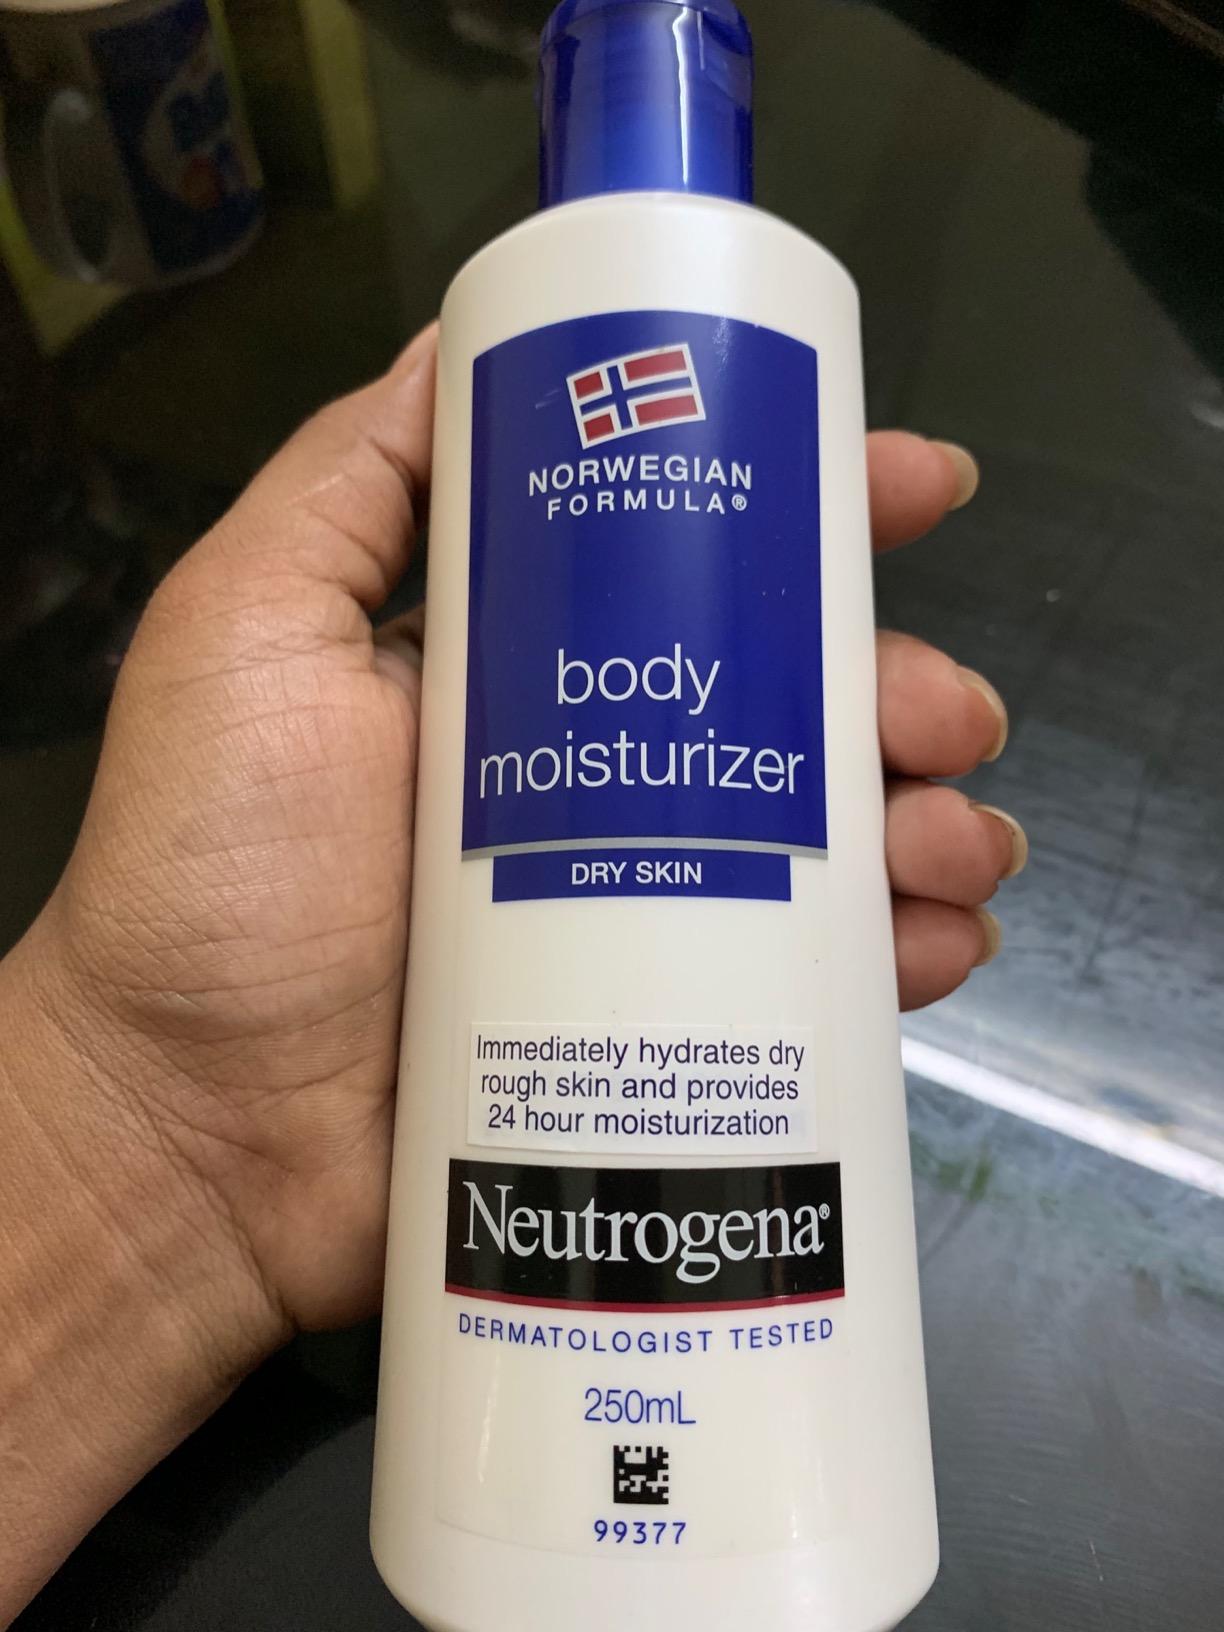 NORWEGIAN
FORMULA®
body
moisturizer
DRY SKIN
Immediately hydrates dry
rough skin and provides
24 hour moisturization
Neutrogena®
DERMATOLOGIST TESTED
250mL
99377